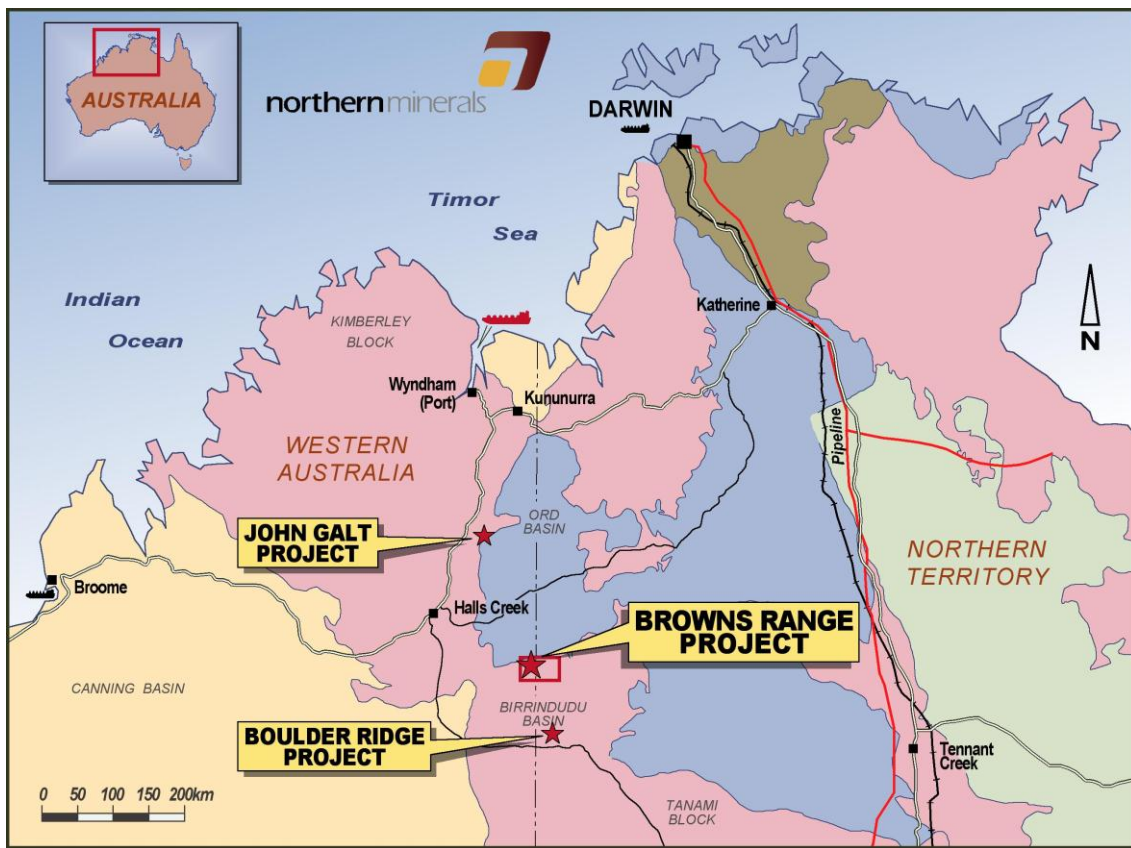 AUSTRALIA
northernminerals
DARWIN
Timor
Sea
Indian
Ocean
KIMBERLEY
BLOCK
Katherine
N
Wyndham
(Port)
Kununurra
WESTERN
AUSTRALIA
Pipeline
JOHN GALT
PROJECT
ORD
BASIN
NORTHERN
TERRITORY
Broome
Halls Creek
BROWNS RANGE
PROJECT
CANNING BASIN
BIRRINDUDU
BASIN
BOULDER RIDGE
PROJECT
Tennant
Creek
0 50 100 150 200km
TANAMI
BLOCK